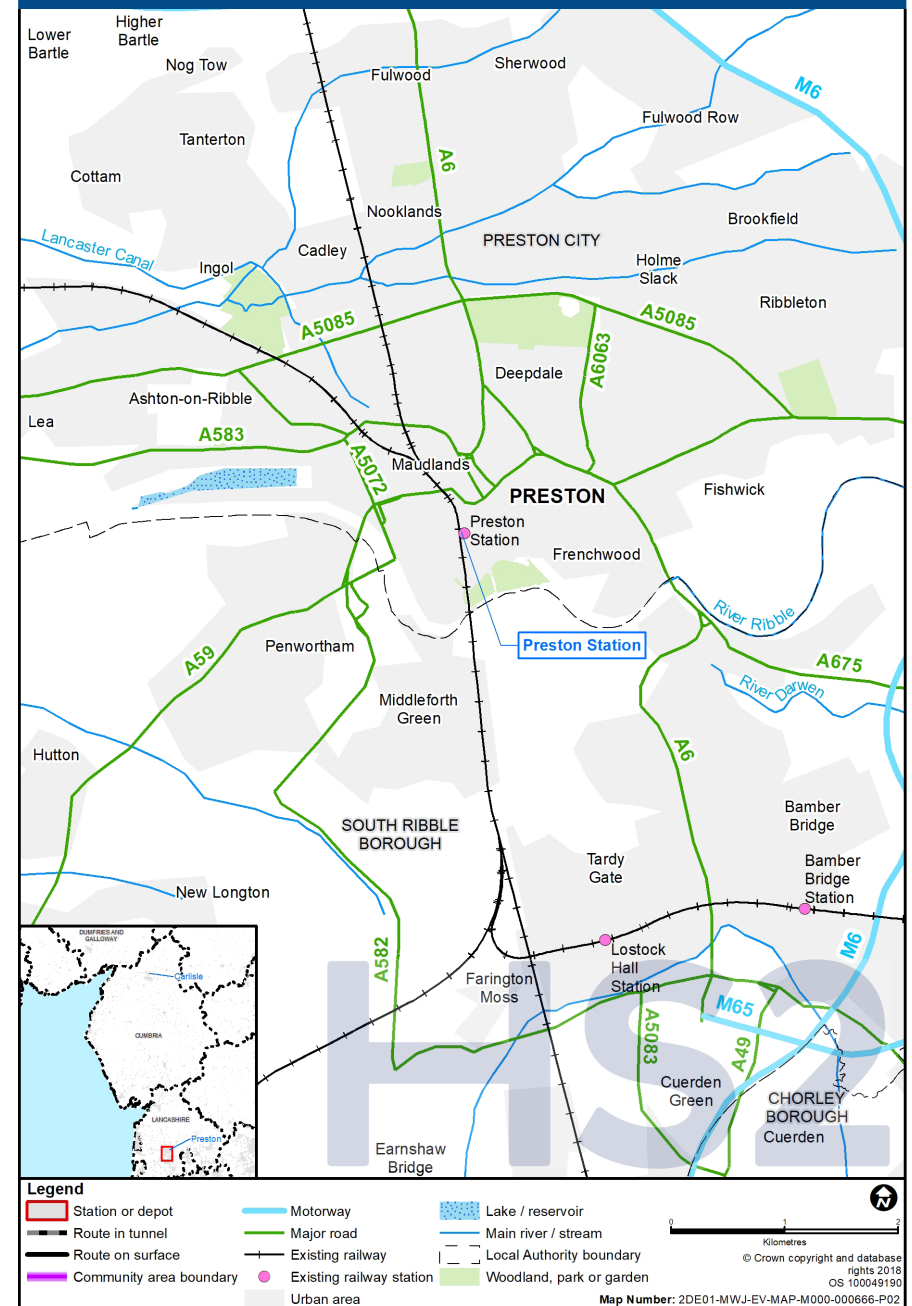 Lower
Bartle
Higher
Bartle
Nog Tow
Fulwood
Sherwood
M6
Fulwood Row
Tanterton
A6
Cottam
Nooklands
Brookfield
Lancaster Canal
Cadley
PRESTON CITY
Ingol
Holme
Slack
Ribbleton
A5085
A5085
A6063
Deepdale
Ashton-on-Ribble
Lea
A583
A5072
Maudlands
PRESTON
Fishwick
Preston
Station
Frenchwood
River Ribble
Penwortham
Preston Station
A59
A675
River Darwen
Middleforth
Green
A6
Hutton
Bamber
Bridge
SOUTH RIBBLE
BOROUGH
Tardy
Gate
Bamber
Bridge
Station
New Longton
A582
M6
Lostock
Hall
Station
Farington
Moss
HS2
M65
A5083
A49
Cuerden
Green
CHORLEY
BOROUGH
Cuerden
Earnshaw
Bridge
DUMFRIES AND
GALLOWAY
Carlisle
CUMBRIA
LANCASHIRE
Preston
Legend
Station or depot
Route in tunnel
Route on surface
Community area boundary
Motorway
Major road
Existing railway
Existing railway station
Urban area
Lake / reservoir
Main river / stream
Local Authority boundary
Woodland, park or garden
N
0 1 2
Kilometres
© Crown copyright and database
rights 2018
OS 100049190
Map Number: 2DE01-MWJ-EV-MAP-M000-000666-P02